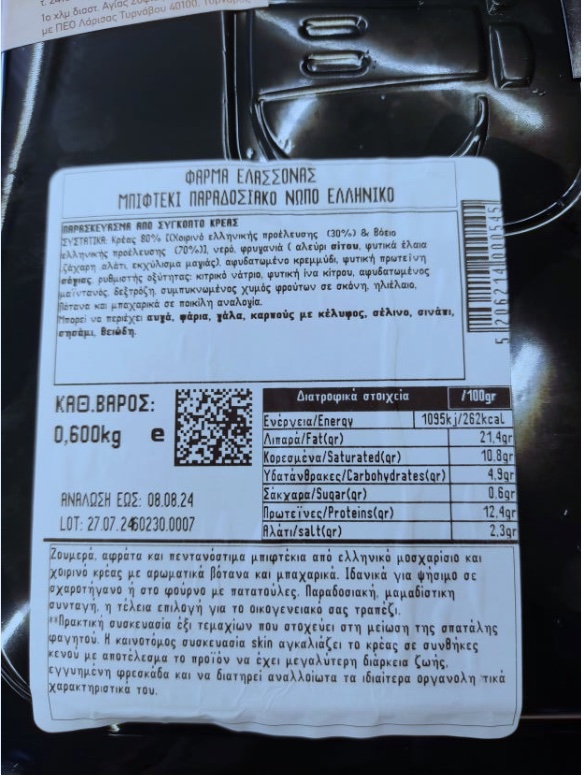 1ο χλμ διαστ. Αγίας
με ΠΕΟ Λάρισας Τυρνάβου 40100,
ΦΑΡΜΑ ΕΛΑΣΣΟΝΑΣ
ΜΠΙΦΤΕΚΙ ΠΑΡΑΔΟΣΙΑΚΟ ΝΩΠΟ ΕΛΛΗΝΙΚΟ
ΠΑΡΑΣΚΕΥΑΣΜΑ ΑΠΟ ΣΥΓΚΟΠΤΟ ΚΡΕΑΣ
ΣΥΣΤΑΤΙΚΑ: Κρέας 80% [(Χοιρινό ελληνικής προέλευσης (30%) & Βόειο
ελληνικής προέλευσης (70%)], νερό, φρυγανιά ( αλεύρι σίτου, φυτικά έλαια
ζάχαρη αλάτι, εκχύλισμα μαγιάς), αφυδατωμένο κρεμμύδι, φυτική πρωτεΐνη
σόγιας, ρυθμιστής οξύτητας: κιτρικό νάτριο, φυτική ίνα κίτρου, αφυδατωμένος
μαϊντανός, δεξτρόζη, συμπυκνωμένος χυμός φρούτων σε σκόνη, ηλιέλαιο,
βότανα και μπαχαρικά σε ποικίλη αναλογία.
Μπορεί να περιέχει αυγά, ψάρια, γάλα, καρπούς με κέλυφος, σέλινο, σινάπι,
σησάμι, θειώδη.
5206214000545
ΚΑΘ.ΒΑΡΟΣ:
0,600kg e
ΑΝΑΛΩΣΗ ΕΩΣ: 08.08.24
LOT: 27.07.2460230.0007
Διατροφικά στοιχεία /100gr
Ενέργεια/Energy 1095kj/262kcal
Λιπαρά/Fat(gr) 21,4gr
Κορεσμένα/Saturated(gr) 10,8gr
Υδατάνθρακες/Carbohydrates(gr) 4,9gr
Σάκχαρα/Sugar(gr) 0,6gr
Πρωτεΐνες/Proteins(gr) 12,4gr
Αλάτι/salt(gr) 2,3gr
Ζουμερά, αφράτα και πεντανόστιμα μπιφτέκια από ελληνικό μοσχαρίσιο και
χοιρινό κρέας με αρωματικά βότανα και μπαχαρικά. Ιδανικά για ψήσιμο σε
σχαροτήγανο ή στο φούρνο με πατατούλες. Παραδοσιακή, μαμαδίστικη
συνταγή, η τέλεια επιλογή για το οικογενειακό σας τραπέζι.
**Πρακτική συσκευασία έξι τεμαχίων που στοχεύει στη μείωση της σπατάλης
φαγητού. Η καινοτόμος συσκευασία skin αγκαλιάζει το κρέας σε συνθήκες
κενού με αποτέλεσμα το προϊόν να έχει μεγαλύτερη διάρκεια ζωής,
εγγυημένη φρεσκάδα και να διατηρεί αναλλοίωτα τα ιδιαίτερα οργανολη τικά
χαρακτηριστικά του.